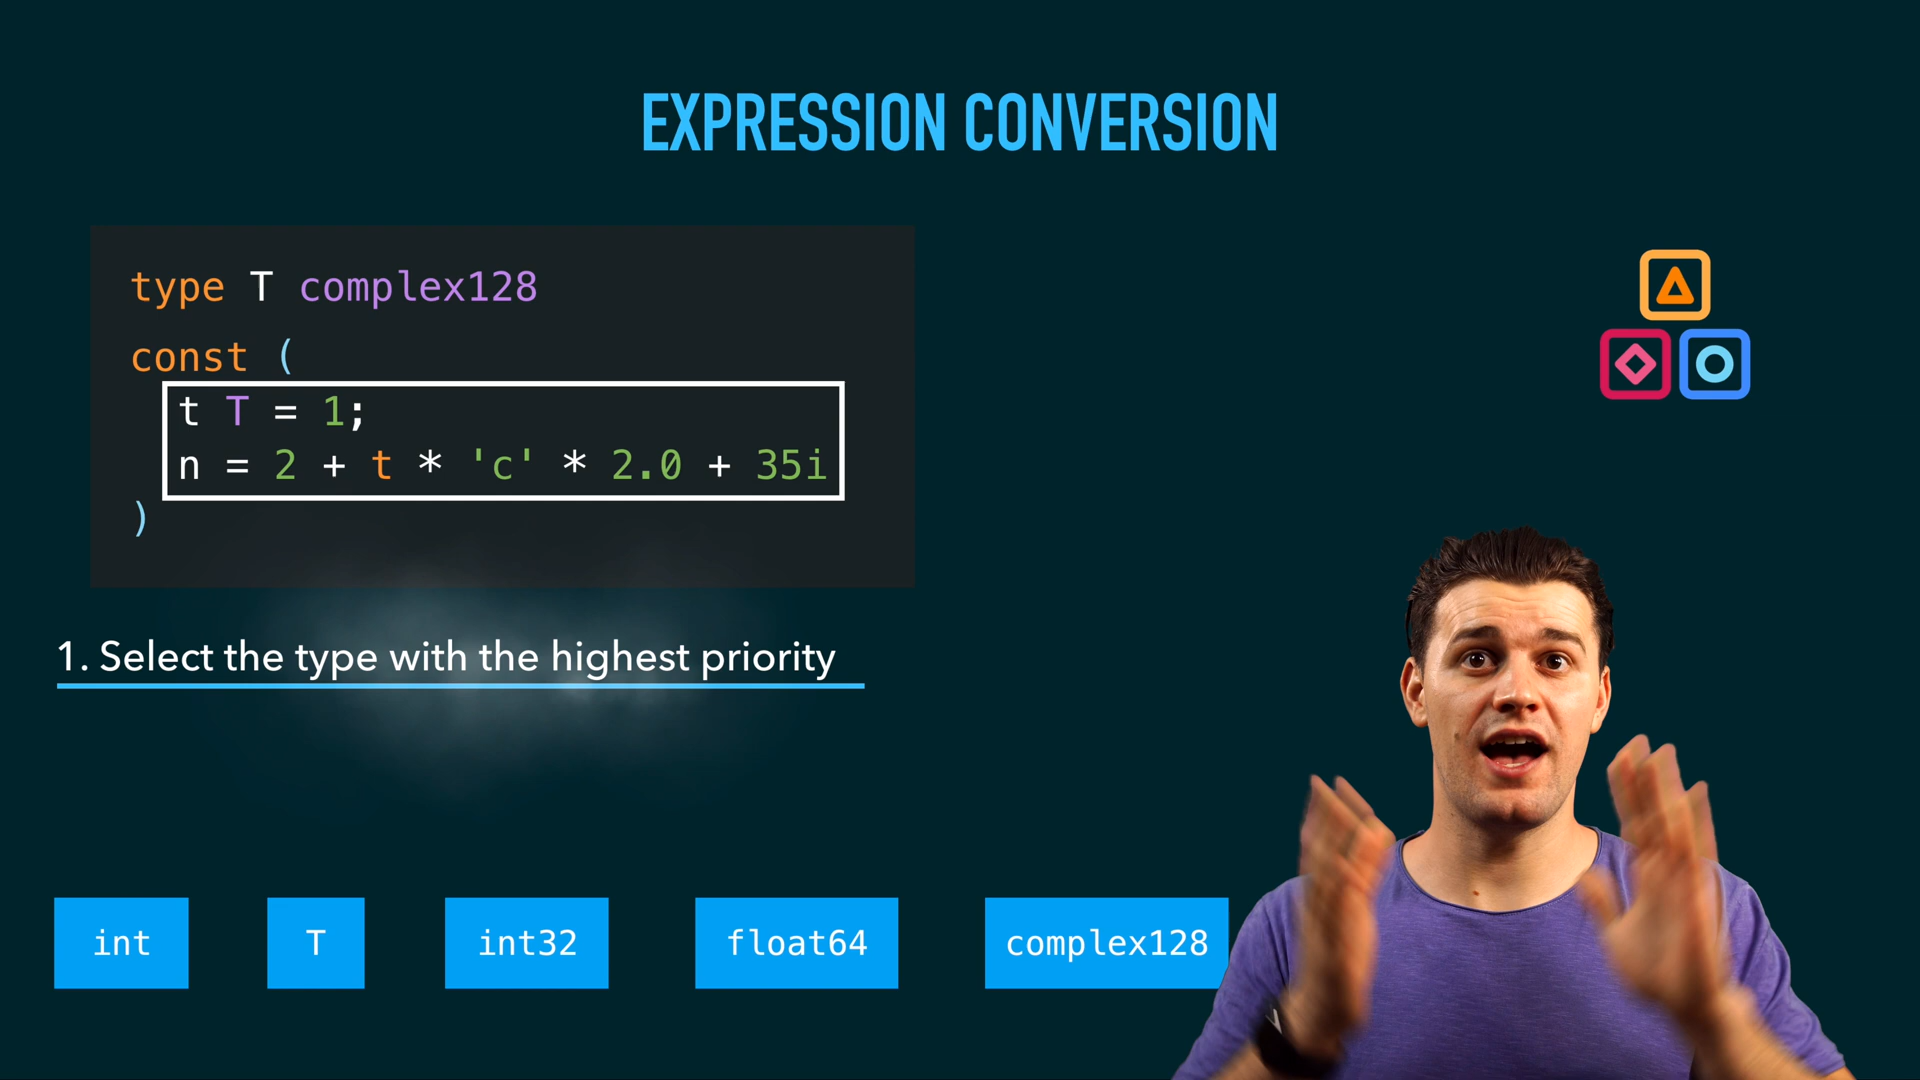 EXPRESSION CONVERSION
type T complex128
const (
t T = 1;
n = 2 + t * 'c' * 2.0 + 35i
)
1. Select the type with the highest priority
int T int32 float64 complex128